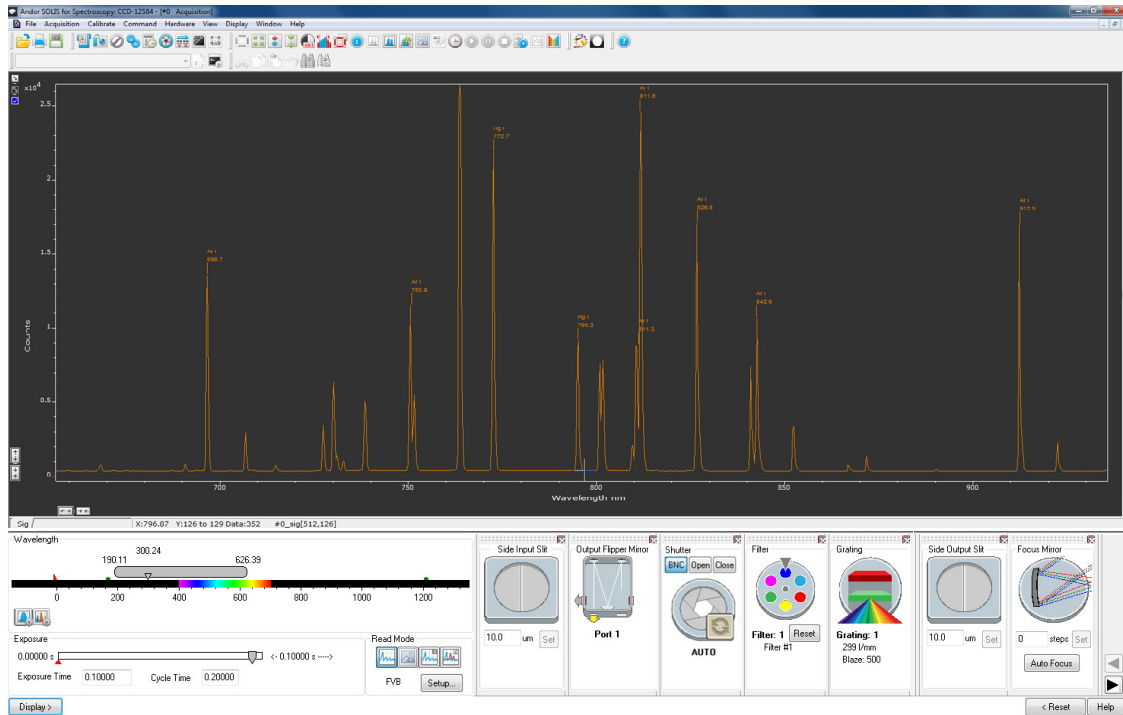 Andor SOLIS for Spectroscopy: CCD-12584 - [#0 Acquisition]
File Acquisition Calibrate Command Hardware View Display Window Help
x10⁴
2.5
2
1.5
1
0.5
0
Counts
Ar I
696.7
Ar I
750.9
Hg I
772.7
Hg I
795.3
Ar I
811.6
Ar I
811.3
Ar I
826.8
Ar I
842.6
Ar I
912.5
700 750 800 850 900
Wavelength nm
Sig X:796.87 Y:126 to 129 Data:352 #0_sig[512,126]
Wavelength
300.24
190.11 626.39
0 200 400 600 800 1000 1200
Exposure
0.00000 s <- 0.10000 s ---->
Exposure Time 0.10000 Cycle Time 0.20000
Read Mode
FVB Setup...
Side Input Slit
10.0 um Set
Output Flipper Mirror
Port 1
Shutter
BNC Open Close
AUTO
Filter
Filter: 1 Reset
Filter #1
Grating
Grating: 1
299 l/mm
Blaze: 500
Side Output Slit
10.0 um Set
Focus Mirror
0 steps Set
Auto Focus
Display > < Reset Help